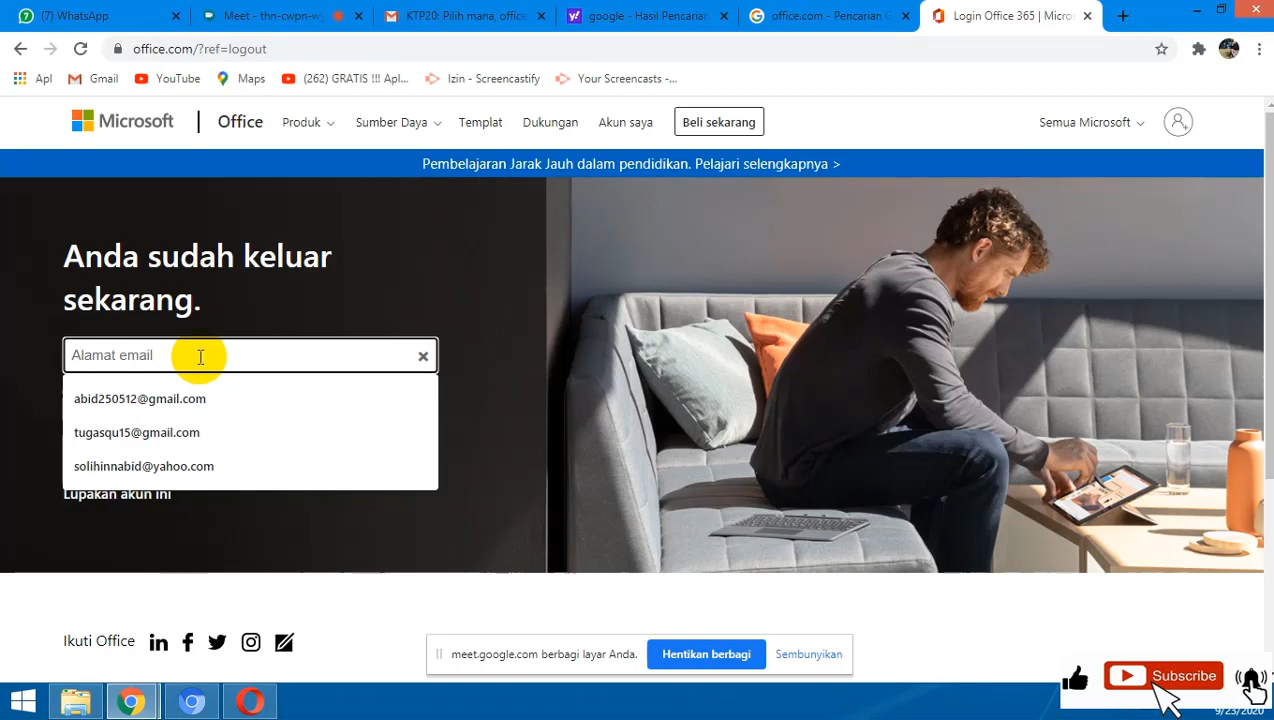 (7) WhatsApp
Meet - thn-cwpn-w
KTP20: Pilih mana, office
google - Hasil Pencarian
office.com - Pencarian G
Login Office 365 | Micro
office.com/?ref=logout
Apl
Gmail
YouTube
Maps
(262) GRATIS !!! Apl...
Izin - Screencastify
Your Screencasts -...
Microsoft
Office
Produk
Sumber Daya
Templat
Dukungan
Akun saya
Beli sekarang
Semua Microsoft
Pembelajaran Jarak Jauh dalam pendidikan. Pelajari selengkapnya >
Anda sudah keluar
sekarang.
Alamat email
abid250512@gmail.com
tugasqu15@gmail.com
solihinnabid@yahoo.com
Lupakan akun ini
Ikuti Office
meet.google.com berbagi layar Anda.
Hentikan berbagi
Sembunyikan
Subscribe
9/23/2020